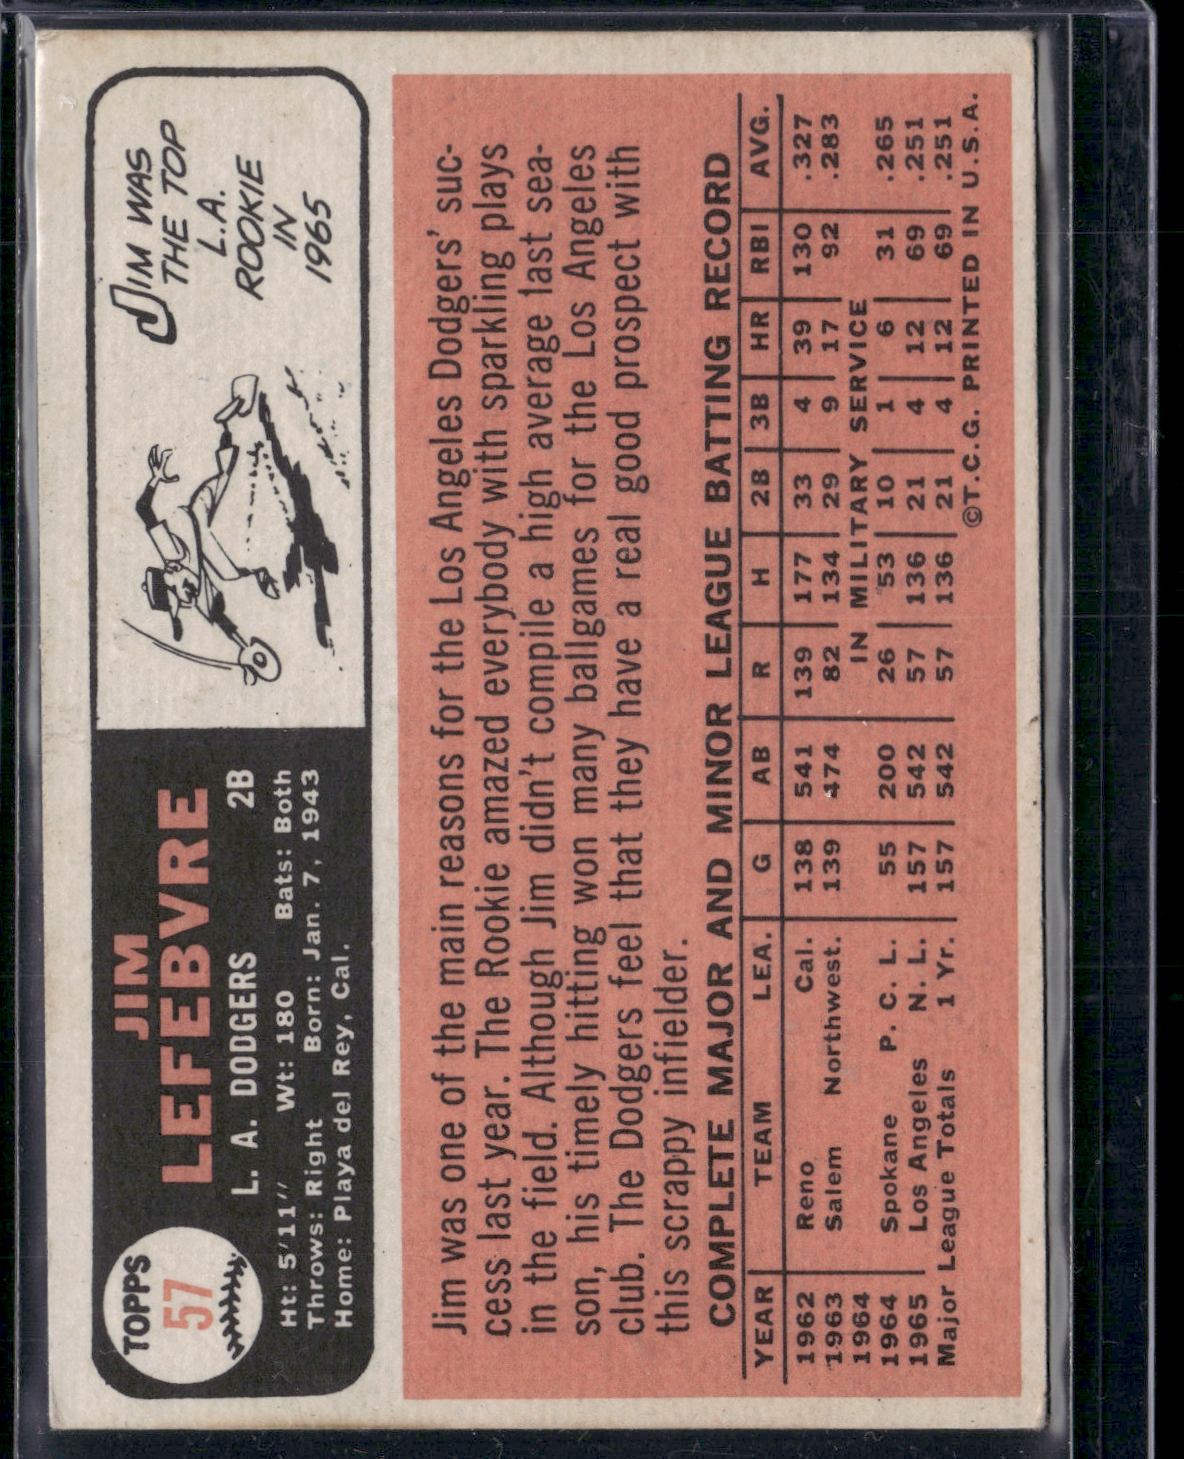 TOPPS
57
JIM
LEFEBVRE
L. A. DODGERS 2B
Ht: 5'11" Wt: 180 Bats: Both
Throws: Right Born: Jan. 7, 1943
Home: Playa del Rey, Cal.
JIM WAS
THE TOP
L.A.
ROOKIE
IN
1965
Jim was one of the main reasons for the Los Angeles Dodgers' suc-
cess last year. The Rookie amazed everybody with sparkling plays
in the field. Although Jim didn't compile a high average last sea-
son, his timely hitting won many ballgames for the Los Angeles
club. The Dodgers feel that they have a real good prospect with
this scrappy infielder.
COMPLETE MAJOR AND MINOR LEAGUE BATTING RECORD
YEAR TEAM LEA. G AB R H 2B 3B HR RBI AVG.
1962 Reno Cal. 138 541 139 177 33 4 39 130 .327
1963 Salem Northwest. 139 474 82 134 29 9 17 92 .283
1964 IN MILITARY SERVICE
1964 Spokane P. C. L. 55 200 26 53 10 1 6 31 .265
1965 Los Angeles N. L. 157 542 57 136 21 4 12 69 .251
Major League Totals 1 Yr. 157 542 57 136 21 4 12 69 .251
©T.C.G. PRINTED IN U.S.A.